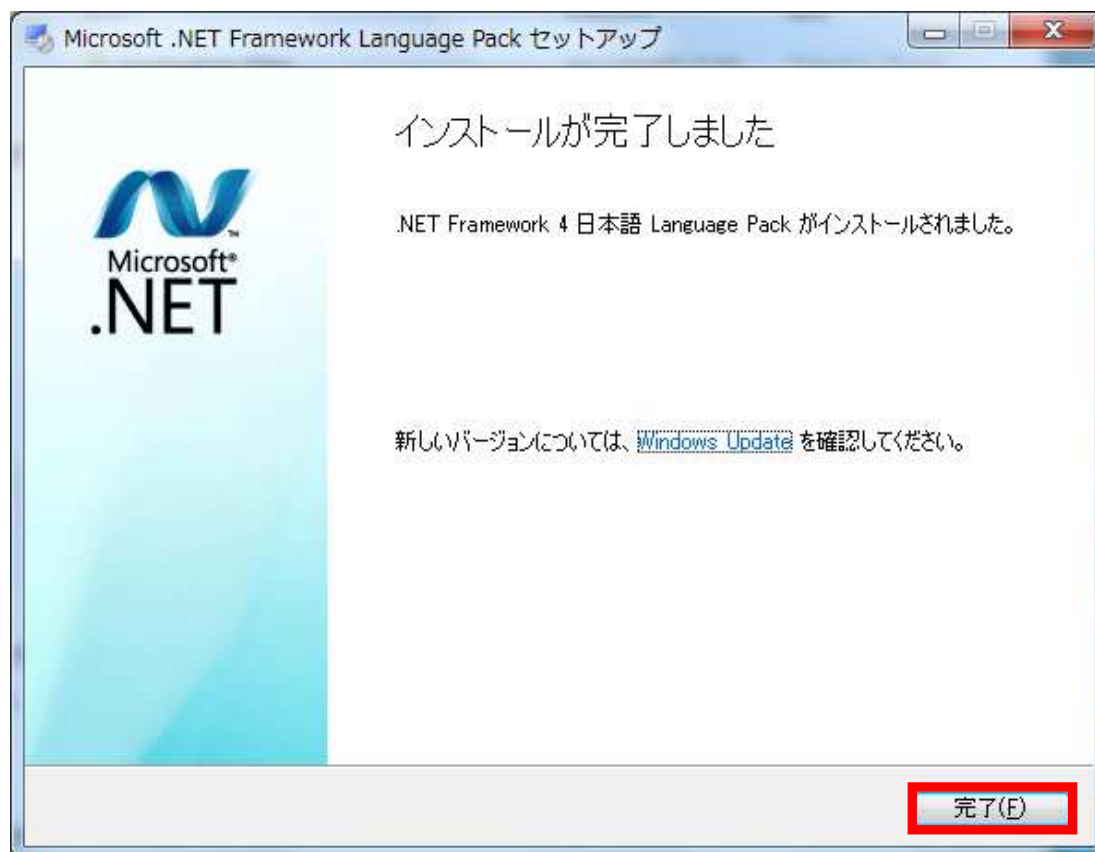 Microsoft .NET Framework Language Pack セットアップ
インストールが完了しました
Microsoft®
.NET™
.NET Framework 4 日本語 Language Pack がインストールされました。
新しいバージョンについては、Windows Update を確認してください。
完了(F)